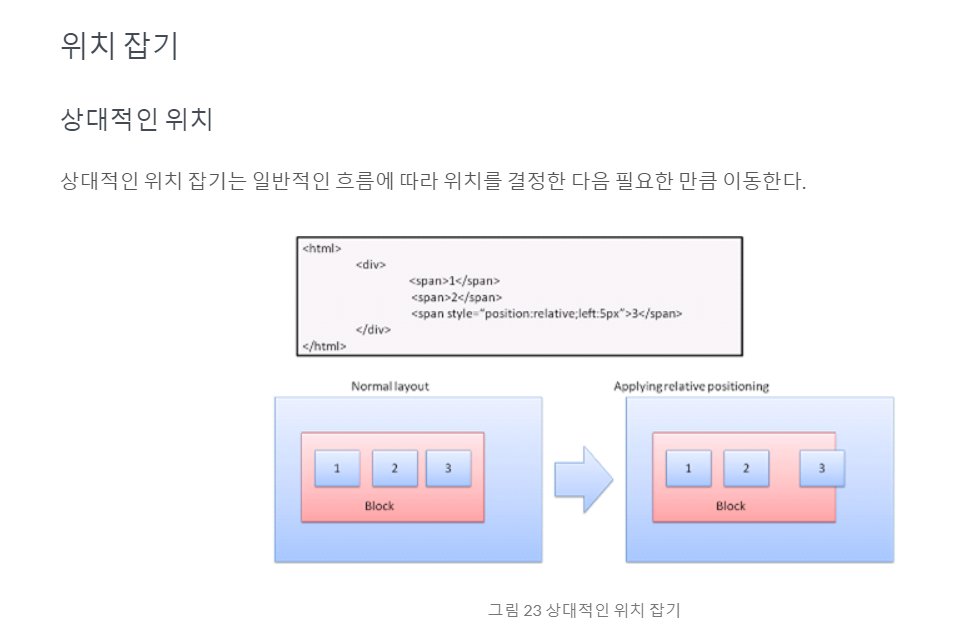 위치 잡기
상대적인 위치
상대적인 위치 잡기는 일반적인 흐름에 따라 위치를 결정한 다음 필요한 만큼 이동한다.
<html>
<div>
<span>1</span>
<span>2</span>
<span style="position:relative;left:5px">3</span>
</div>
</html>
Normal layout
Applying relative positioning
1 2 3
Block
1 2 3
Block
그림 23 상대적인 위치 잡기